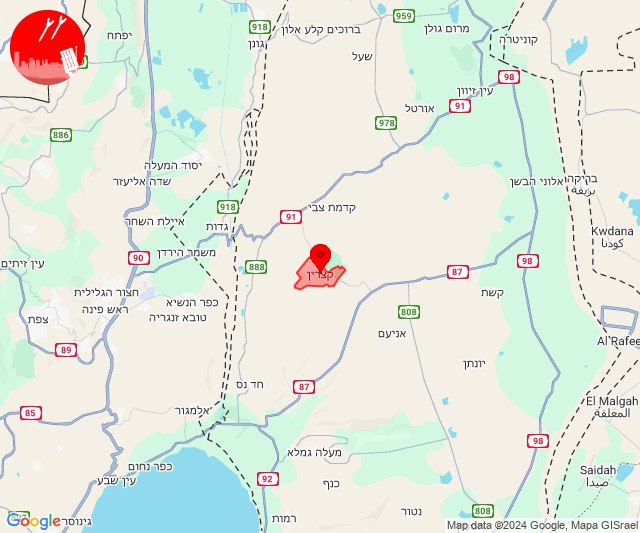 959
918
יפתח
גונן
ברוכים קלע אלון
מרום גולן
קוניטרה
שעל
98
עין זיוון
91
אורטל
978
886
יסוד המעלה
שדה אליעזר
אלוני הבשן
בריקה
بريقة
918
קדמת צבי
91
איילת השחר
גדות
Kwdana
كودنا
עין זיתים
90
משמר הירדן
888
קצרין
87
98
חצור הגלילית
כפר הנשיא
קשת
צפת
ראש פינה
טובא זנגריה
808
אניעם
89
Al Rafee
יונתן
חד נס
87
85
אלמגור
El Malgah
المعلقة
98
כפר נחום
מעלה גמלא
Saidah
صيدا
עין שבע
92
כנף
גינוסר
רמות
נטור
808
Google
Map data ©2024 Google, Mapa GISrael